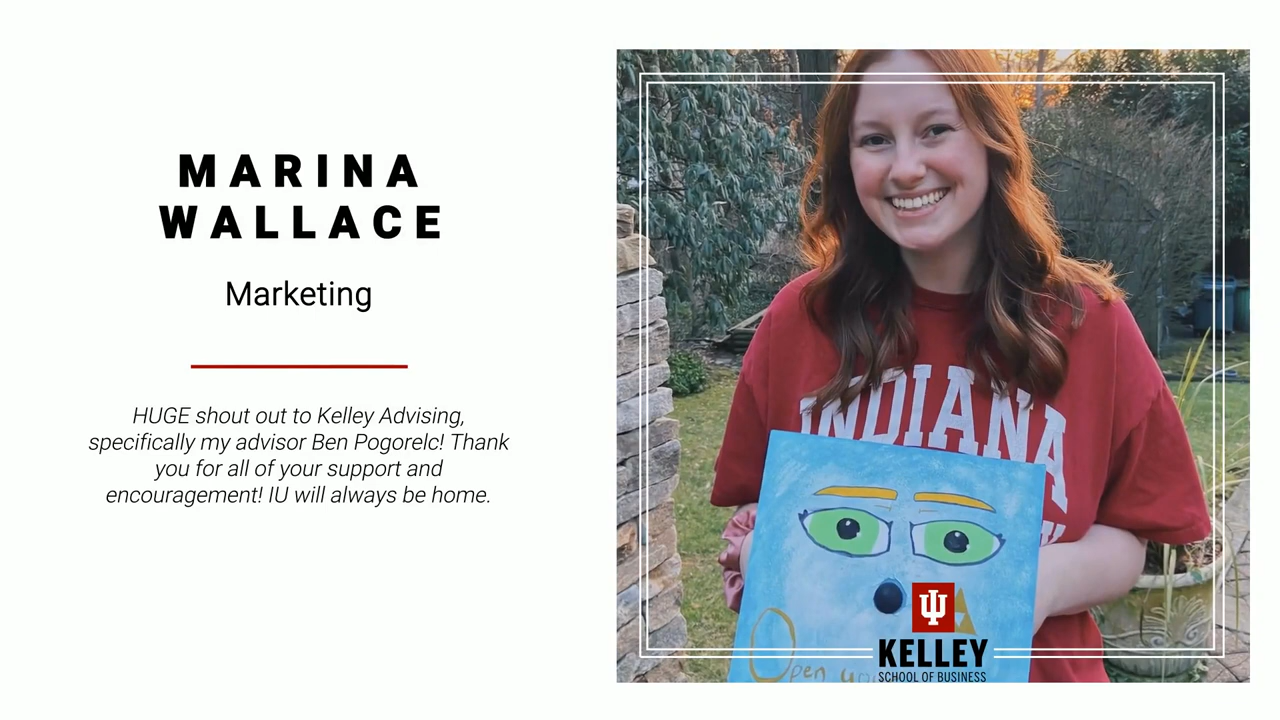 MARINA
WALLACE
Marketing
HUGE shout out to Kelley Advising,
specifically my advisor Ben Pogorelc! Thank
you for all of your support and
encouragement! IU will always be home.
INDIANA
Open
KELLEY
SCHOOL OF BUSINESS